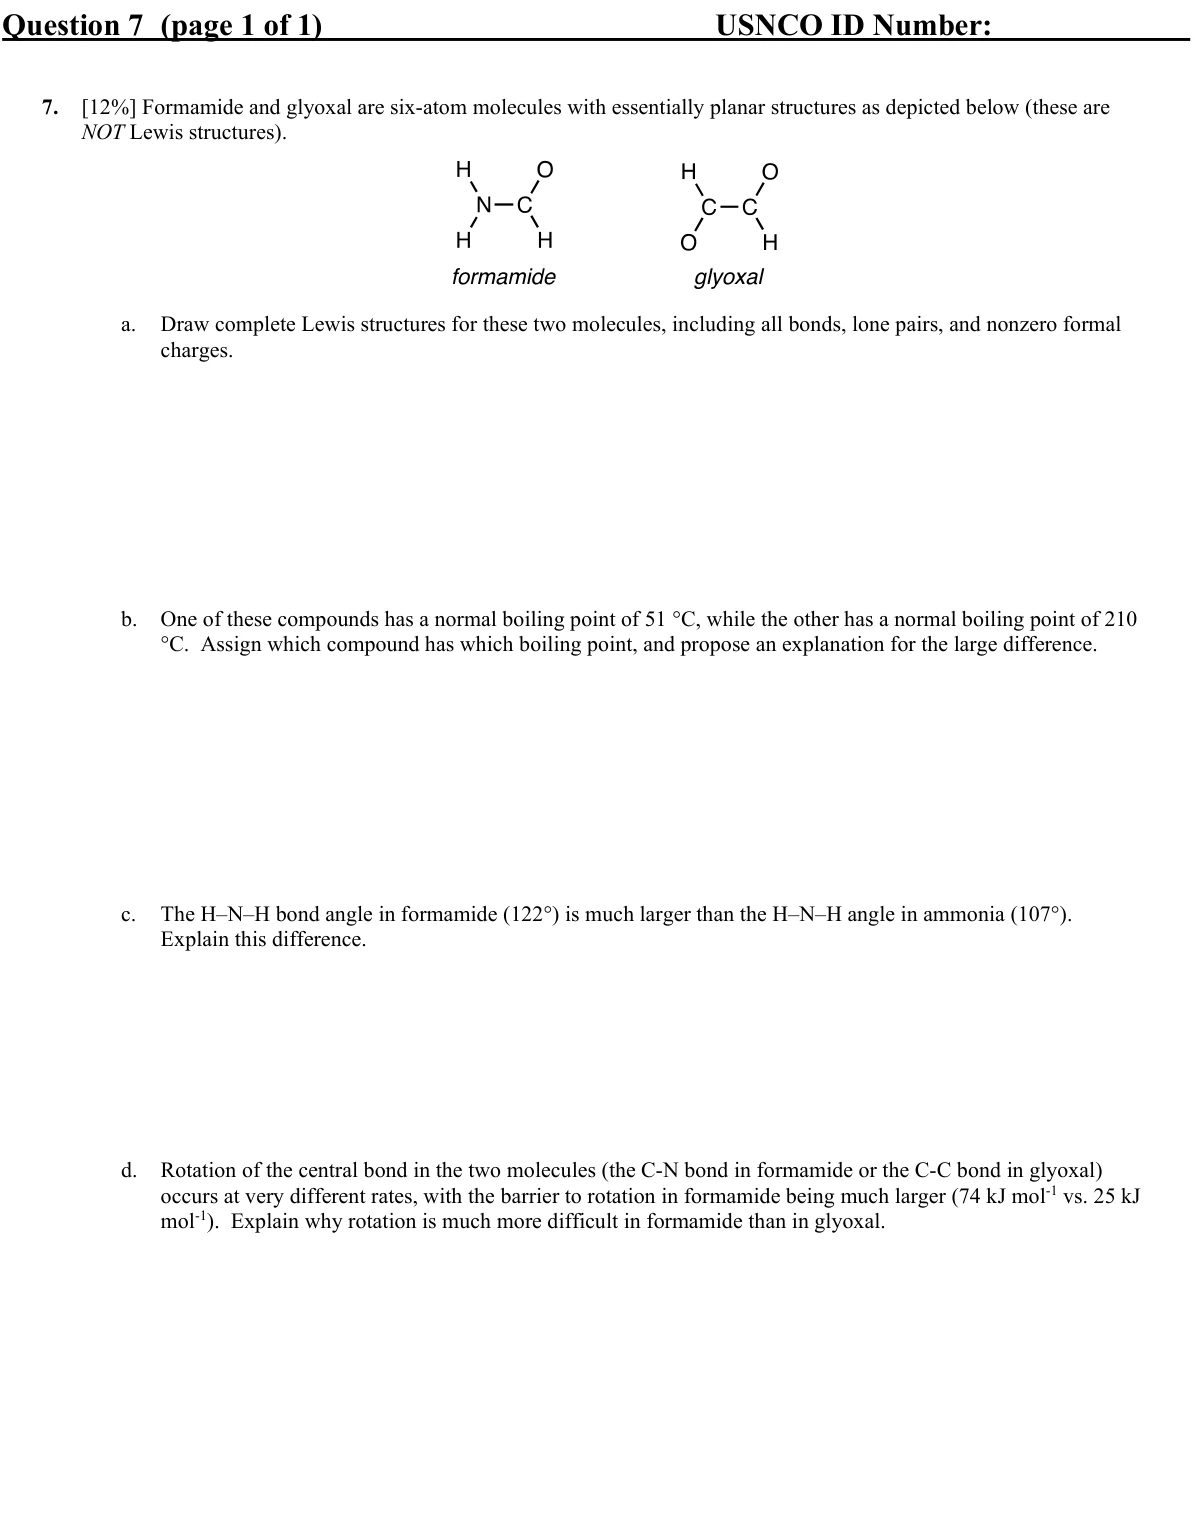 Question 7 (page 1 of 1) USNCO ID Number:
7. [12%] Formamide and glyoxal are six-atom molecules with essentially planar structures as depicted below (these are
NOT Lewis structures).
H O H O
N C C C
H H O H
formamide glyoxal
a. Draw complete Lewis structures for these two molecules, including all bonds, lone pairs, and nonzero formal
charges.
b. One of these compounds has a normal boiling point of 51 °C, while the other has a normal boiling point of 210
°C. Assign which compound has which boiling point, and propose an explanation for the large difference.
c. The H–N–H bond angle in formamide (122°) is much larger than the H–N–H angle in ammonia (107°).
Explain this difference.
d. Rotation of the central bond in the two molecules (the C-N bond in formamide or the C-C bond in glyoxal)
occurs at very different rates, with the barrier to rotation in formamide being much larger (74 kJ mol⁻¹ vs. 25 kJ
mol⁻¹). Explain why rotation is much more difficult in formamide than in glyoxal.